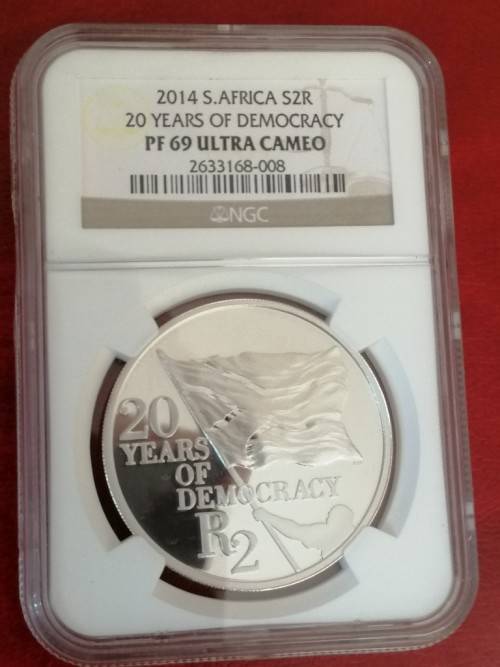 2014 S.AFRICA S2R
20 YEARS OF DEMOCRACY
PF 69 ULTRA CAMEO
2633168-008
NGC
20
YEARS
OF
DEMOCRACY
R2